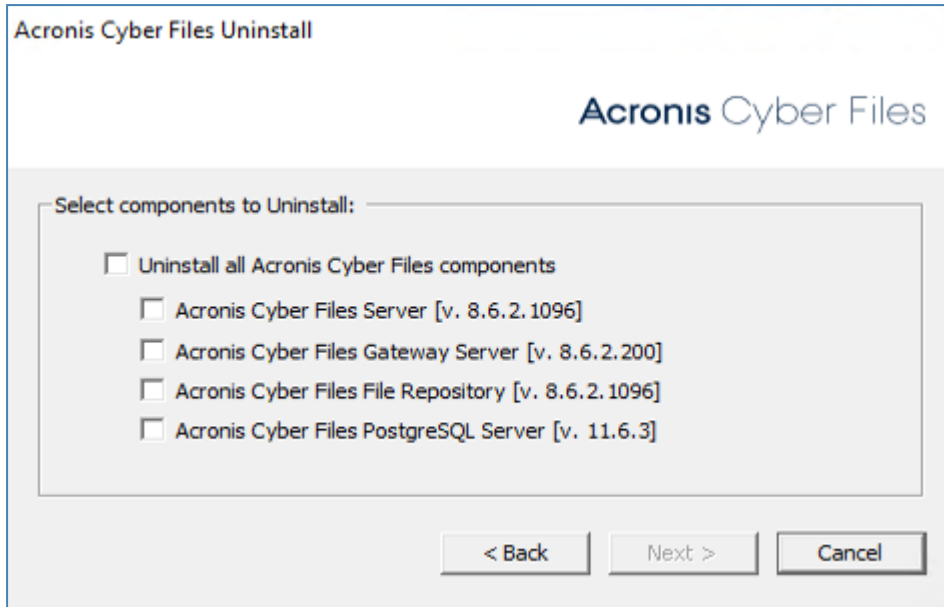 Acronis Cyber Files Uninstall
Acronis Cyber Files
Select components to Uninstall:
Uninstall all Acronis Cyber Files components
Acronis Cyber Files Server [v. 8.6.2.1096]
Acronis Cyber Files Gateway Server [v. 8.6.2.200]
Acronis Cyber Files File Repository [v. 8.6.2.1096]
Acronis Cyber Files PostgreSQL Server [v. 11.6.3]
< Back Next > Cancel